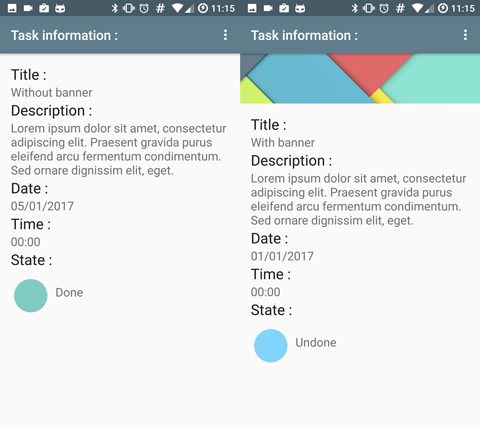 11:15
Task information :
Title :
Without banner
Description :
Lorem ipsum dolor sit amet, consectetur
adipiscing elit. Praesent gravida purus
eleifend arcu fermentum condimentum.
Sed ornare dignissim elit, eget.
Date :
05/01/2017
Time :
00:00
State :
Done
11:15
Task information :
Title :
With banner
Description :
Lorem ipsum dolor sit amet, consectetur
adipiscing elit. Praesent gravida purus
eleifend arcu fermentum condimentum.
Sed ornare dignissim elit, eget.
Date :
01/01/2017
Time :
00:00
State :
Undone